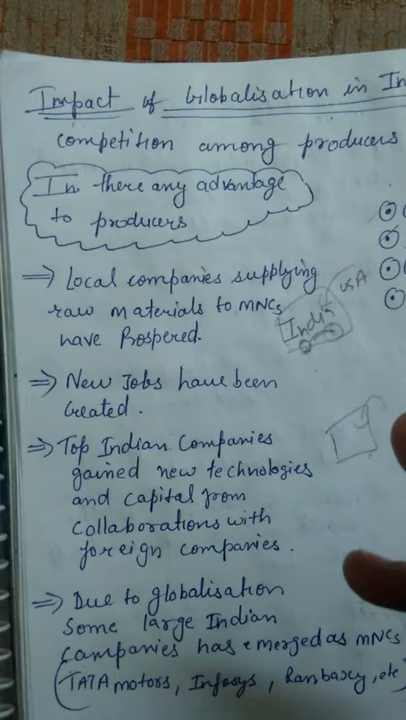 Impact of Globalisation in In
competition among producers
In there any advantage
to producers
⇒ Local companies supplying
raw materials to MNCs
have Prospered.
India
USA
⇒ New Jobs have been
Created.
⇒ Top Indian Companies
gained new technologies
and capital from
collaborations with
foreign companies.
⇒ Due to globalisation
Some large Indian
Companies has emerged as MNCs
(TATA motors, Infosys, Ranbaxy, etc)